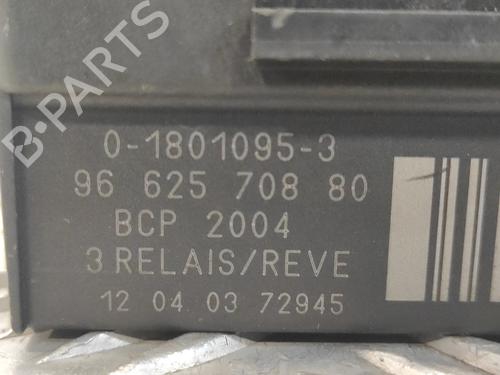 B-PARTS
0-1801095-3
96 625 708 80
BCP 2004
3 RELAIS/REVE
12 04 03 72945